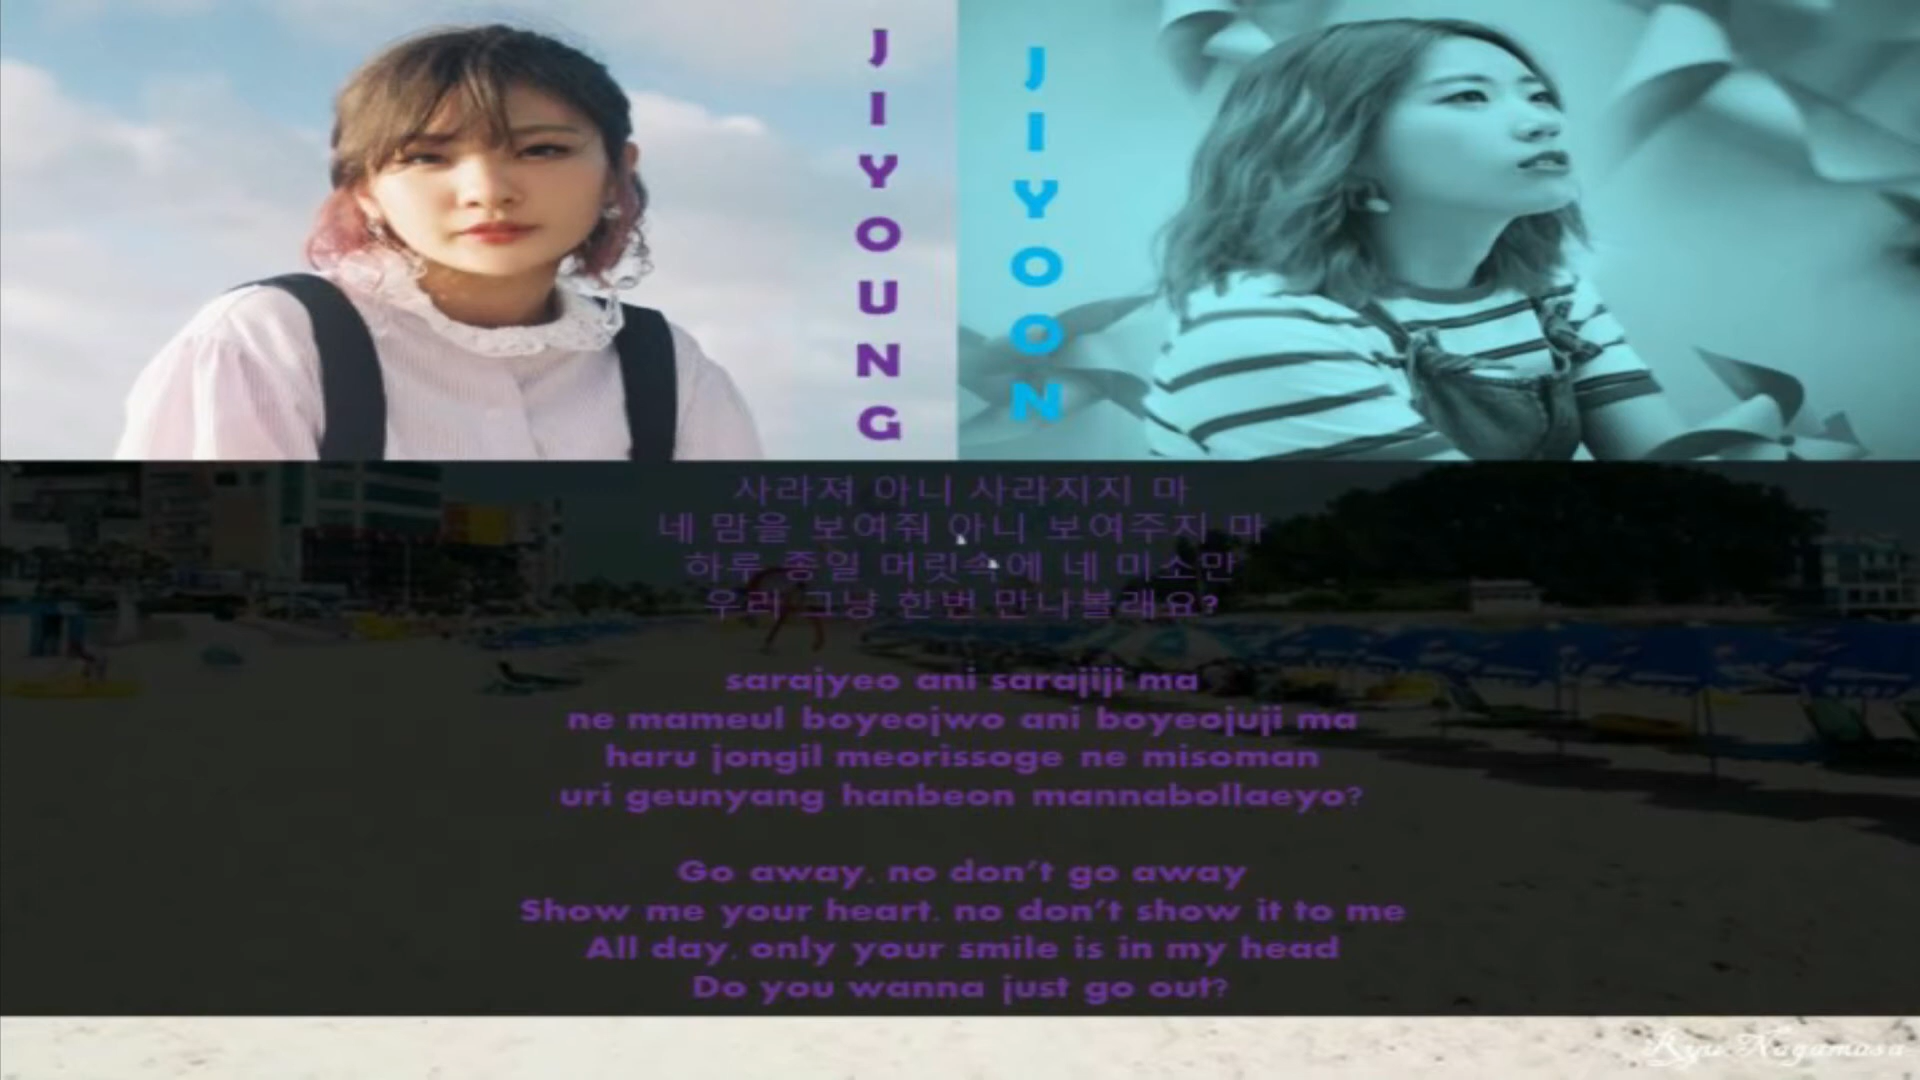 JIYOUNG
JIYOON
사라져 아니 사라지지 마
네 맘을 보여줘 아니 보여주지 마
하루 종일 머릿속에 네 미소만
우리 그냥 한번 만나볼래요?
sarajyeo ani sarajiji ma
ne mameul boyeojwo ani boyeojuji ma
haru jongil meorissoge ne misoman
uri geunyang hanbeon mannabollaeyo?
Go away, no don't go away
Show me your heart, no don't show it to me
All day, only your smile is in my head
Do you wanna just go out?
Ryu Nagamasa